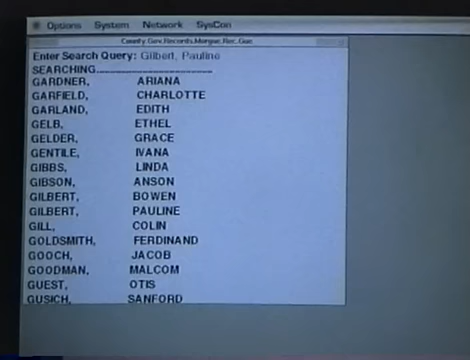 Options System Network SysCon
County.Gov.Records.Morgue.Rec.Gue.
Enter Search Query: Gilbert, Pauline
SEARCHING
GARDNER, ARIANA
GARFIELD, CHARLOTTE
GARLAND, EDITH
GELB, ETHEL
GELDER, GRACE
GENTILE, IVANA
GIBBS, LINDA
GIBSON, ANSON
GILBERT, BOWEN
GILBERT, PAULINE
GILL, COLIN
GOLDSMITH, FERDINAND
GOOCH, JACOB
GOODMAN, MALCOM
GUEST, OTIS
GUSICH, SANFORD